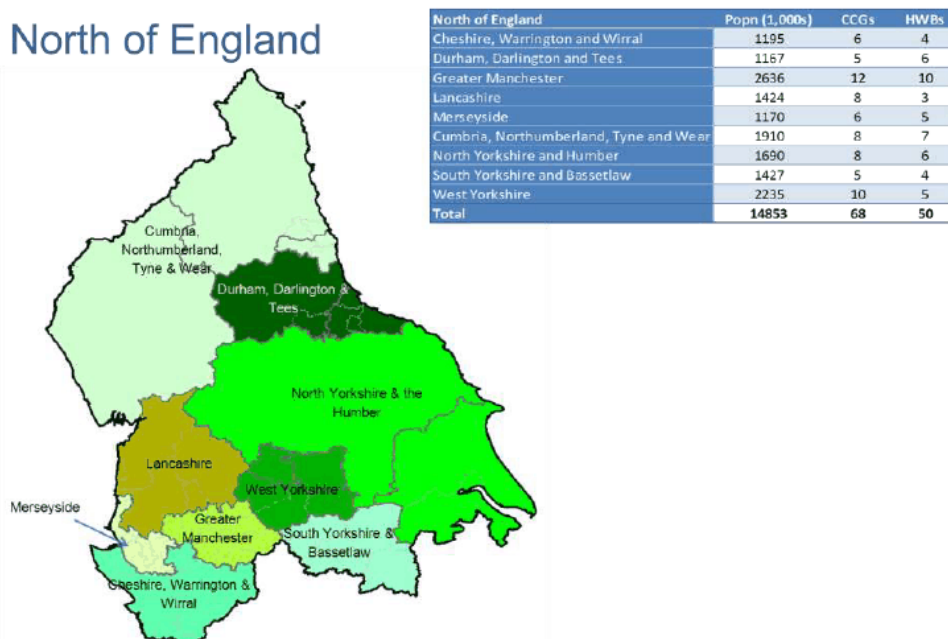 North of England
North of England Popn (1,000s) CCGs HWBs
Cheshire, Warrington and Wirral 1195 6 4
Durham, Darlington and Tees 1167 5 6
Greater Manchester 2636 12 10
Lancashire 1424 8 3
Merseyside 1170 6 5
Cumbria, Northumberland, Tyne and Wear 1910 8 7
North Yorkshire and Humber 1690 8 6
South Yorkshire and Bassetlaw 1427 5 4
West Yorkshire 2235 10 5
Total 14853 68 50
Cumbria,
Northumberland,
Tyne & Wear
Durham, Darlington &
Tees
North Yorkshire & the
Humber
Lancashire
West Yorkshire
Merseyside
Greater
Manchester
South Yorkshire &
Bassetlaw
Cheshire, Warrington &
Wirral